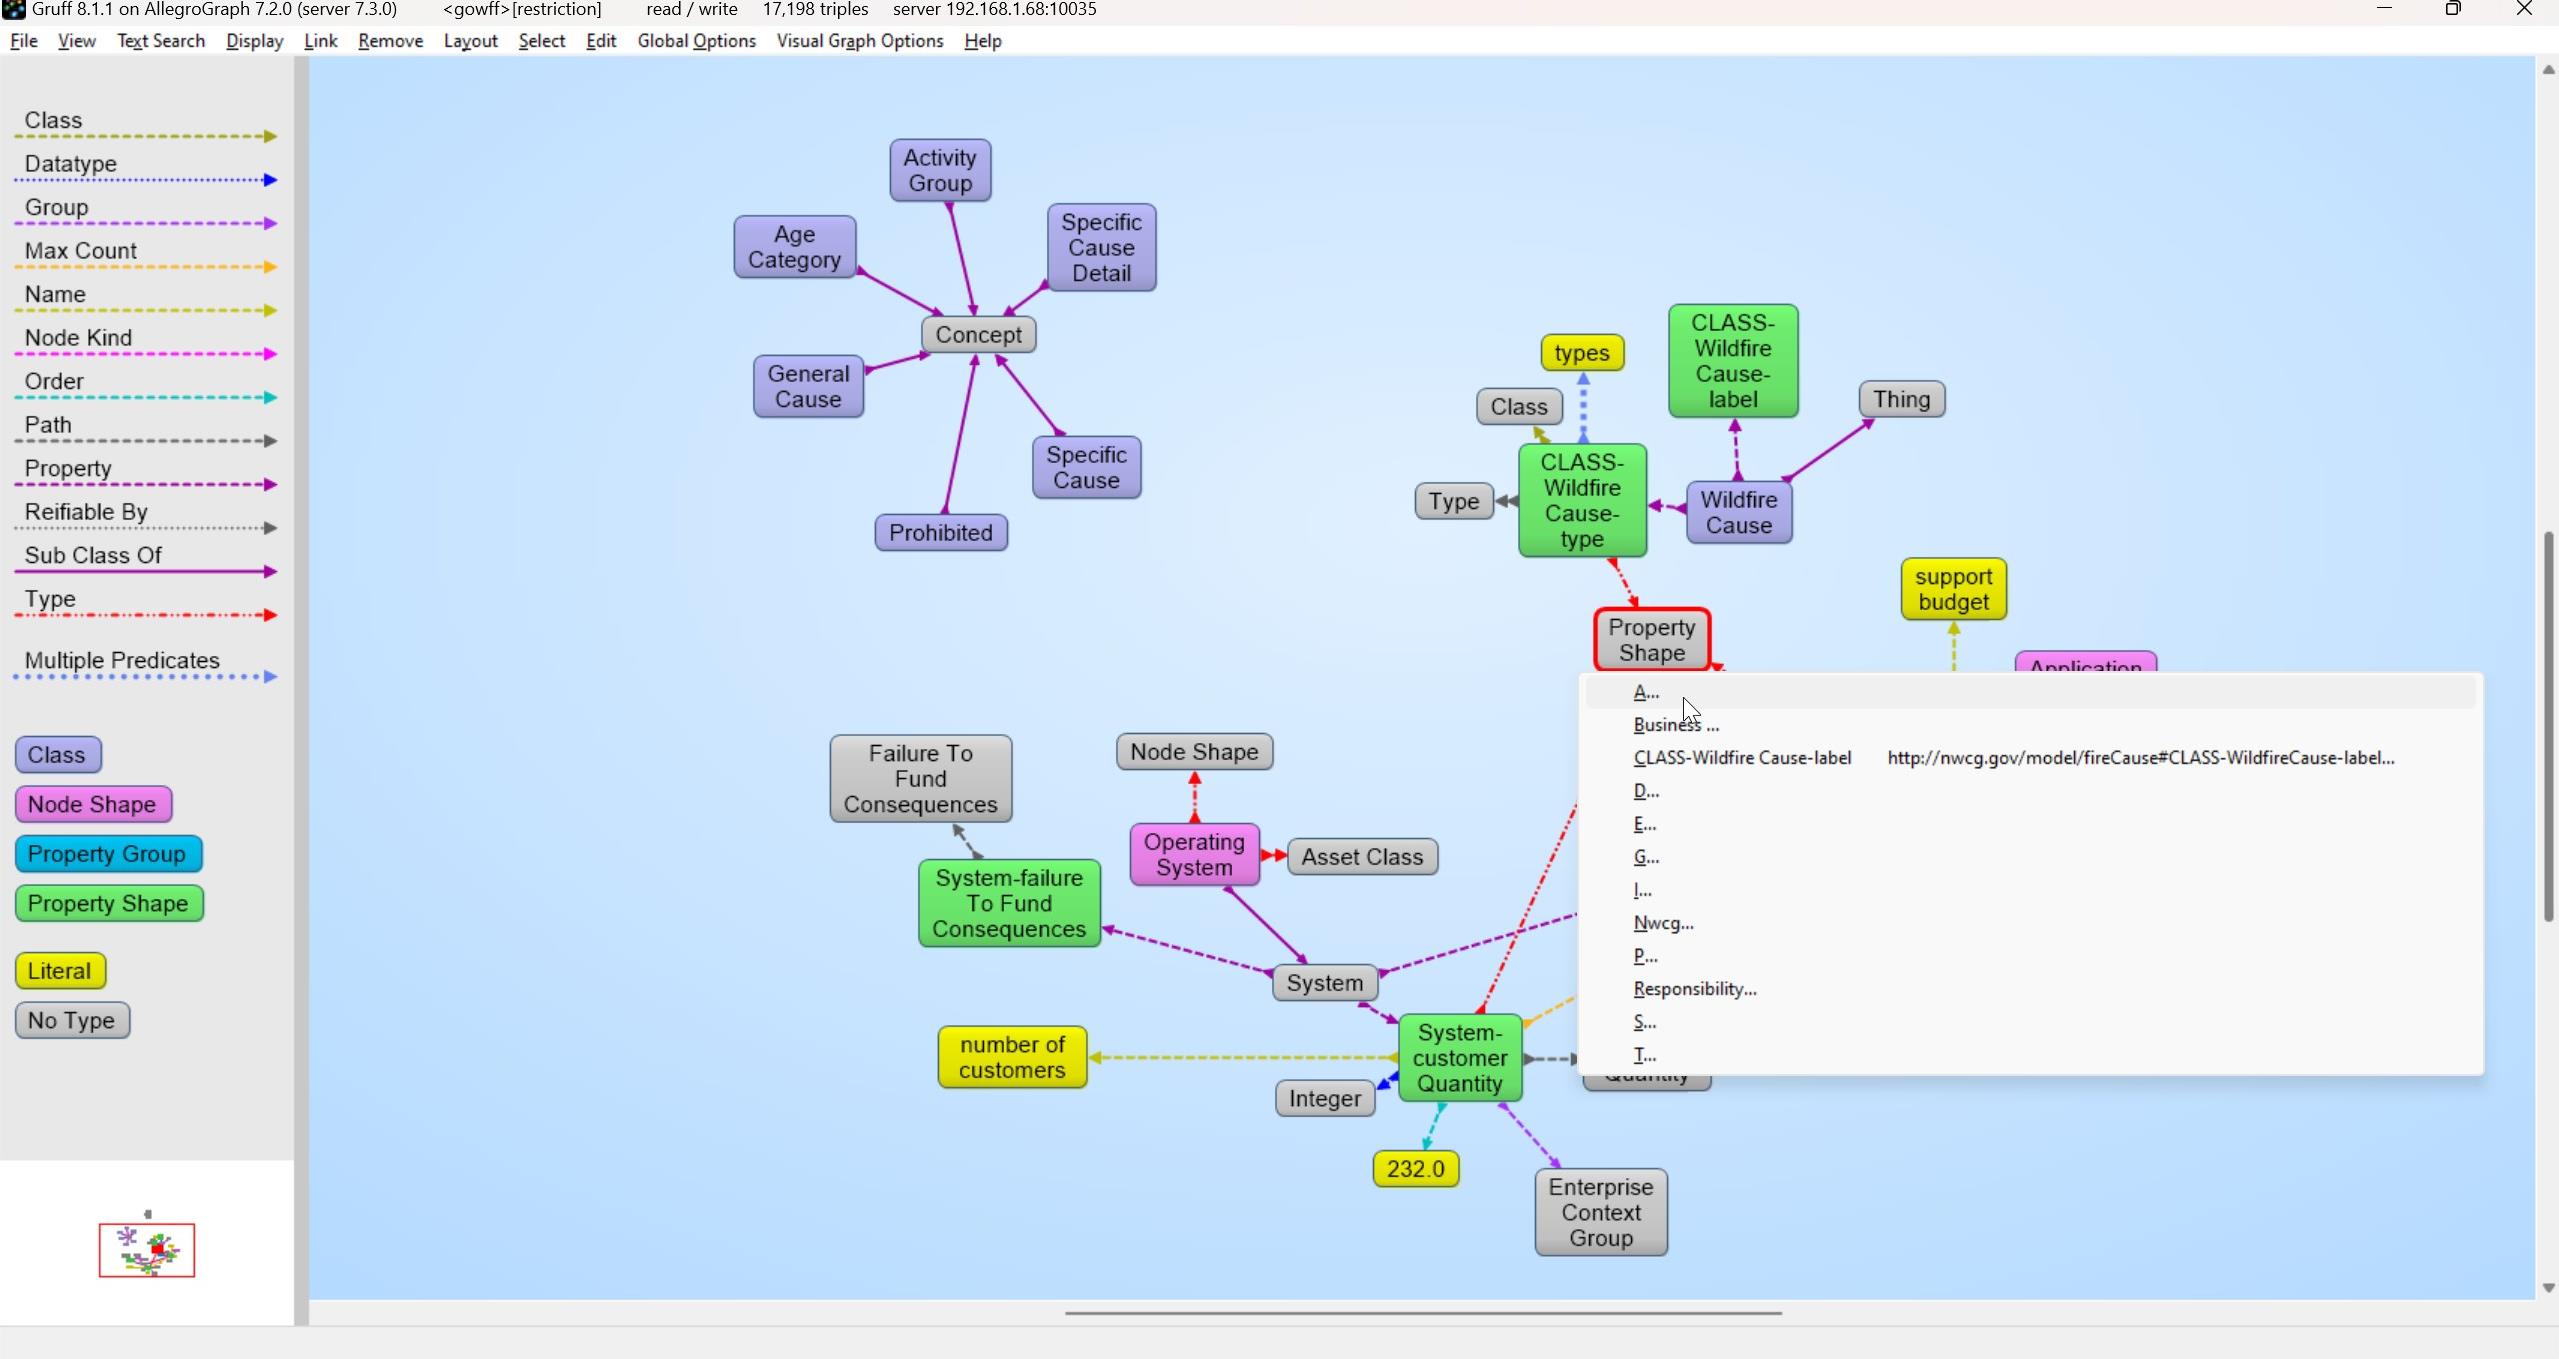 Gruff 8.1.1 on AllegroGraph 7.2.0 (server 7.3.0) <gowff>[restriction] read / write 17,198 triples server 192.168.1.68:10035
File View Text Search Display Link Remove Layout Select Edit Global Options Visual Graph Options Help
Class
Datatype
Group
Max Count
Name
Node Kind
Order
Path
Property
Reifiable By
Sub Class Of
Type
Multiple Predicates
Class
Node Shape
Property Group
Property Shape
Literal
No Type
Activity
Group
Age
Category
Specific
Cause
Detail
Concept
General
Cause
Specific
Cause
Prohibited
types
Class
CLASS-
Wildfire
Cause-
label
Thing
CLASS-
Wildfire
Cause-
type
Type
Wildfire
Cause
support
budget
Property
Shape
Application
A...
Business ...
CLASS-Wildfire Cause-label http://nwcg.gov/model/fireCause#CLASS-WildfireCause-label...
D...
E...
G...
I...
Nwcg...
P...
Responsibility...
S...
T...
Failure To
Fund
Consequences
Node Shape
Operating
System
Asset Class
System-failure
To Fund
Consequences
System
number of
customers
System-
customer
Quantity
Integer
Quantity
232.0
Enterprise
Context
Group